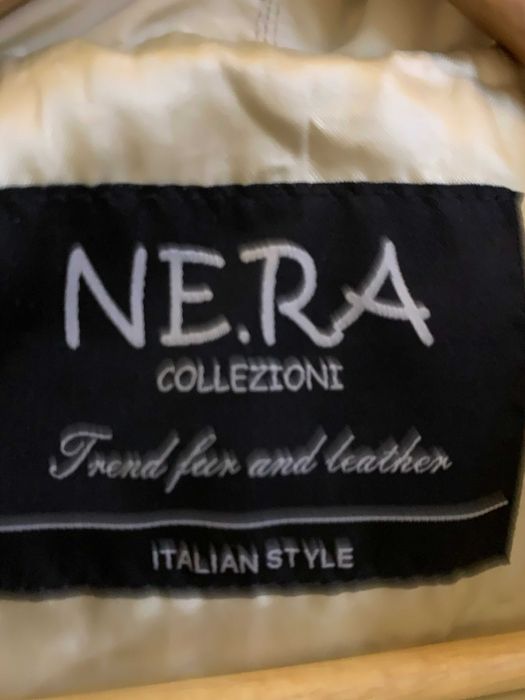 NE.RA
COLLEZIONI
Trend fur and leather
ITALIAN STYLE